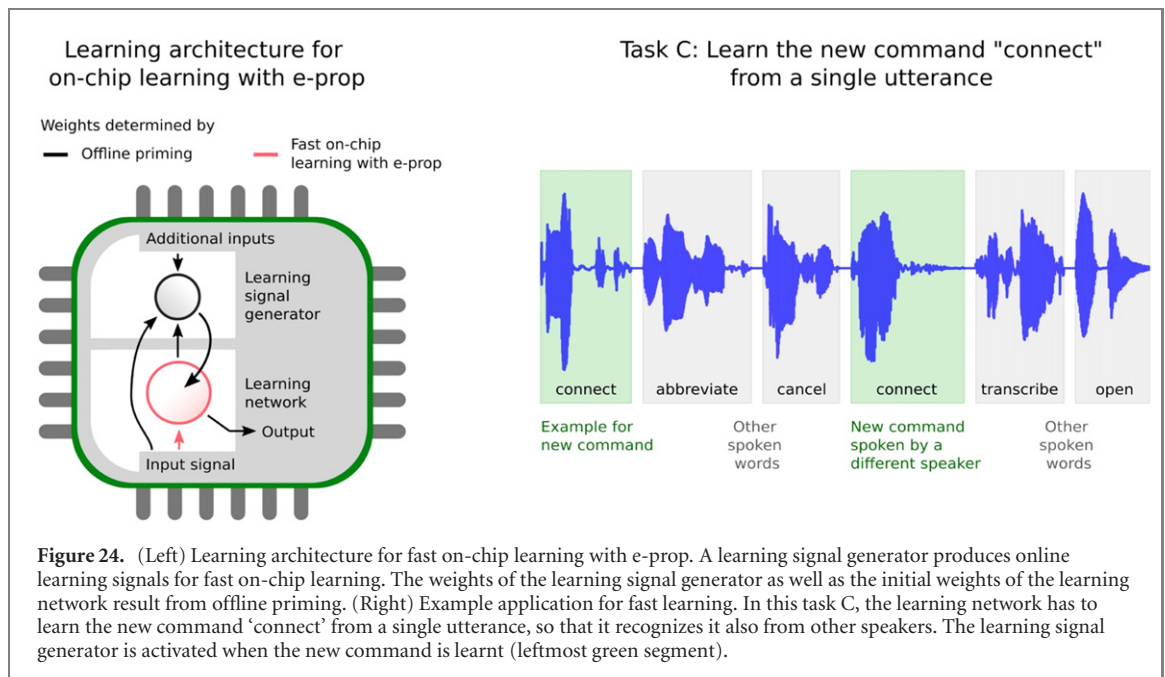 Learning architecture for
on-chip learning with e-prop
Weights determined by
Offline priming
Fast on-chip
learning with e-prop
Additional inputs
Learning
signal
generator
Learning
network
Output
Input signal
Task C: Learn the new command "connect"
from a single utterance
connect
abbreviate
cancel
connect
transcribe
open
Example for
new command
Other
spoken
words
New command
spoken by a
different speaker
Other
spoken
words
Figure 24. (Left) Learning architecture for fast on-chip learning with e-prop. A learning signal generator produces online
learning signals for fast on-chip learning. The weights of the learning signal generator as well as the initial weights of the learning
network result from offline priming. (Right) Example application for fast learning. In this task C, the learning network has to
learn the new command ‘connect’ from a single utterance, so that it recognizes it also from other speakers. The learning signal
generator is activated when the new command is learnt (leftmost green segment).